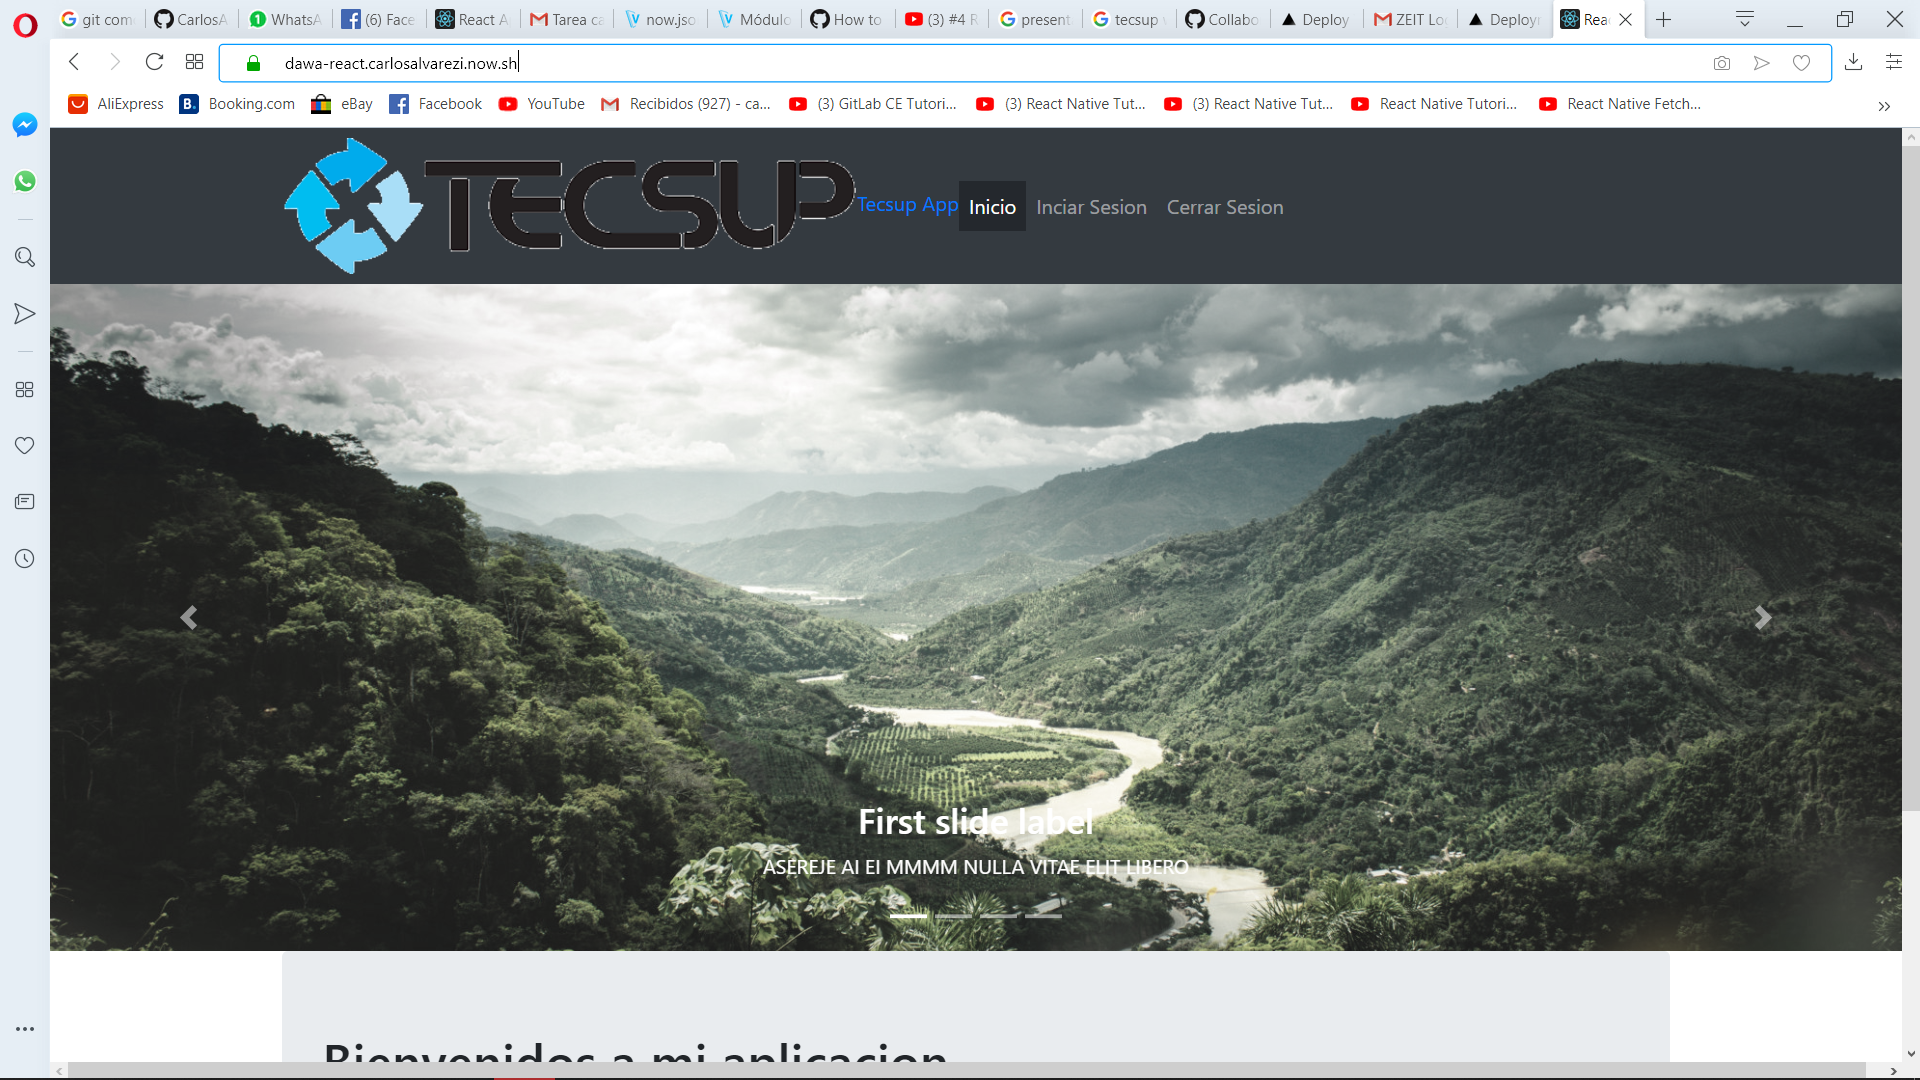 git com
CarlosA
WhatsA
(6) Face
React A
Tarea ca
now.jso
Módulo
How to
(3) #4 R
present
tecsup
Collabo
Deploy
ZEIT Lo
Deploy
Rea
dawa-react.carlosalvarezi.now.sh
AliExpress
Booking.com
eBay
Facebook
YouTube
Recibidos (927) - ca...
(3) GitLab CE Tutori...
(3) React Native Tut...
(3) React Native Tut...
React Native Tutori...
React Native Fetch...
TECSUP
Tecsup App
Inicio
Inciar Sesion
Cerrar Sesion
First slide label
ASEREJE AI EI MMMM NULLA VITAE ELIT LIBERO
Bienvenidos a mi aplicacion